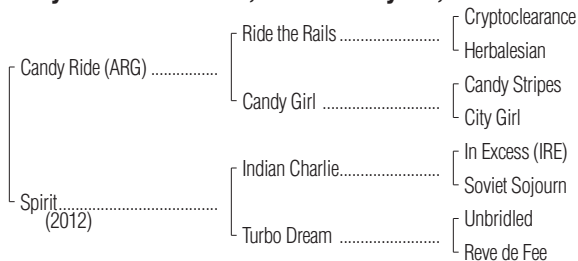 Cryptoclearance
Ride the Rails ....................
Herbalesian
Candy Ride (ARG) ................
Candy Stripes
Candy Girl ............................
City Girl
In Excess (IRE)
Indian Charlie........................
Soviet Sojourn
Spirit......................................
(2012)
Unbridled
Turbo Dream ........................
Reve de Fee